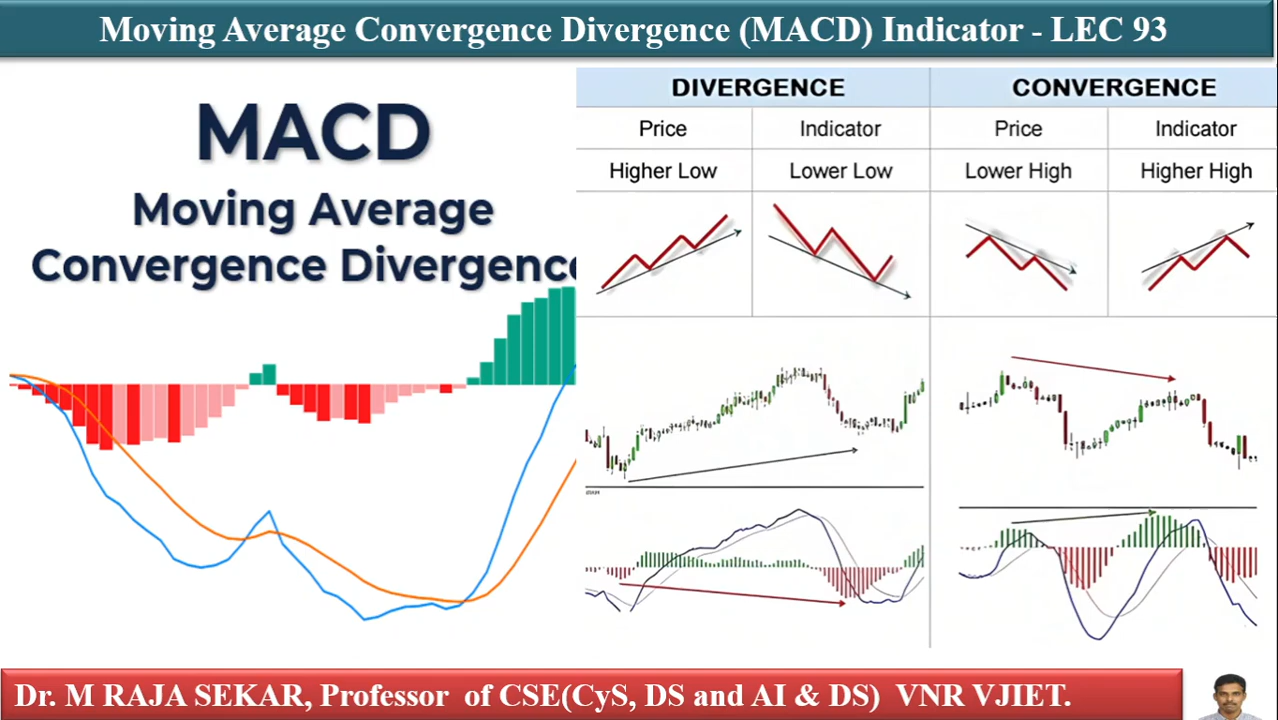 Moving Average Convergence Divergence (MACD) Indicator - LEC 93
MACD
Moving Average
Convergence Divergence
DIVERGENCE
CONVERGENCE
Price
Indicator
Price
Indicator
Higher Low
Lower Low
Lower High
Higher High
Dr. M RAJA SEKAR, Professor of CSE(CyS, DS and AI & DS) VNR VJIET.